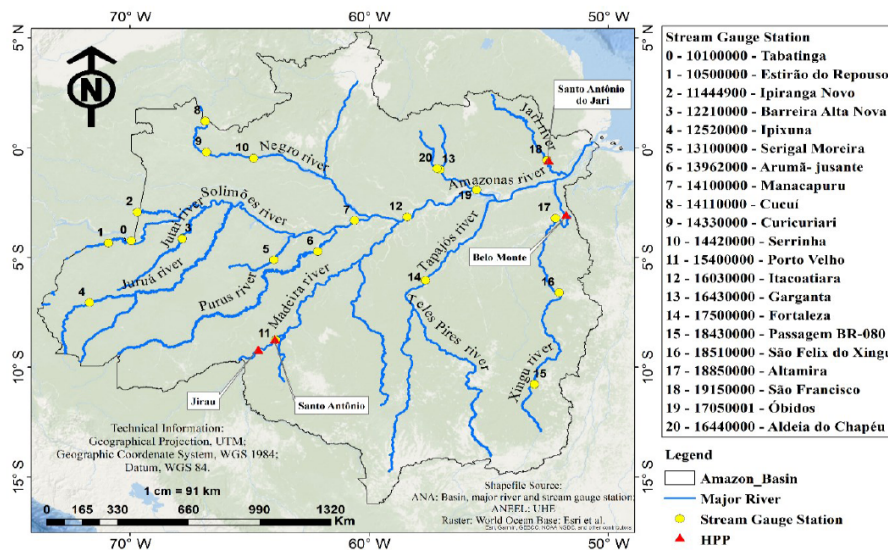 70°W
60°W
50°W
5°N
0°
5°S
10°S
15°S
5°N
0°
5°S
10°S
15°S
N
Santo Antônio
do Jari
Jari river
8
9
10
Negro river
20
13
18
Amazonas river
19
Solimões river
2
1
0
Jutaí river
3
7
12
17
Belo Monte
5
6
4
Juruá river
Purus river
Madeira river
Tapajós river
14
16
11
Teles Pires river
Xingu river
15
Jirau
Santo Antônio
Technical Information:
Geographical Projection, UTM;
Geographic Coordenate System, WGS 1984;
Datum, WGS 84.
1 cm = 91 km
0 165 330 660 990 1320
Km
Shapefile Source:
ANA: Basin, major river and stream gauge station;
ANEEL: UHE
Raster: World Ocean Base: Esri et al.
Esri, Garmin, GEBCO, NOAA NGDC, and other contributors
70°W
60°W
50°W
Stream Gauge Station
0 - 10100000 - Tabatinga
1 - 10500000 - Estirão do Repouso
2 - 11444900 - Ipiranga Novo
3 - 12210000 - Barreira Alta Nova
4 - 12520000 - Ipixuna
5 - 13100000 - Serigal Moreira
6 - 13962000 - Arumã- jusante
7 - 14100000 - Manacapuru
8 - 14110000 - Cucuí
9 - 14330000 - Curicuriari
10 - 14420000 - Serrinha
11 - 15400000 - Porto Velho
12 - 16030000 - Itacoatiara
13 - 16430000 - Garganta
14 - 17500000 - Fortaleza
15 - 18430000 - Passagem BR-080
16 - 18510000 - São Felix do Xingu
17 - 18850000 - Altamira
18 - 19150000 - São Francisco
19 - 17050001 - Óbidos
20 - 16440000 - Aldeia do Chapéu
Legend
Amazon_Basin
Major River
Stream Gauge Station
HPP